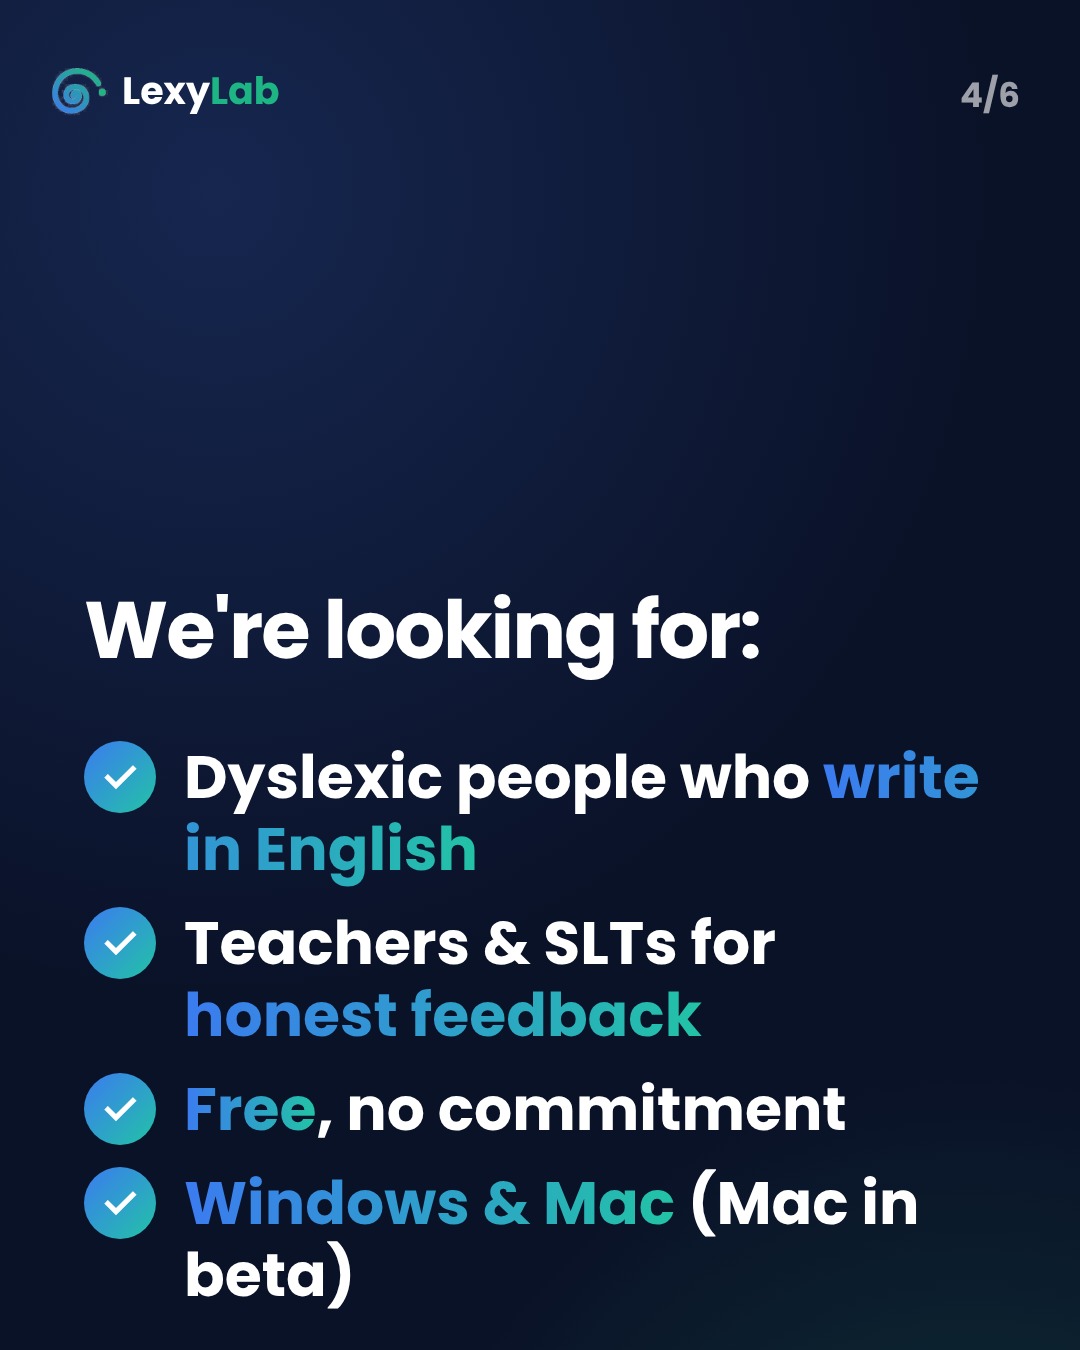 LexyLab
4/6
We're looking for:
Dyslexic people who write
in English
Teachers & SLTs for
honest feedback
Free, no commitment
Windows & Mac (Mac in
beta)